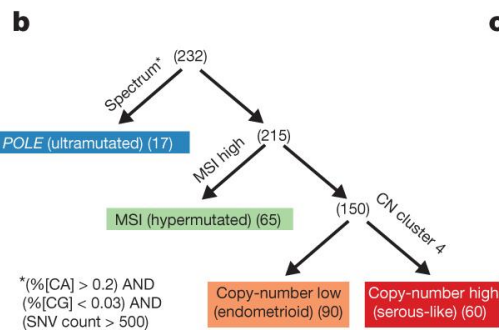 b
c
(232)
Spectrum*
POLE (ultramutated) (17)
(215)
MSI high
MSI (hypermutated) (65)
(150)
CN cluster 4
*(%[CA] > 0.2) AND
(%[CG] < 0.03) AND
(SNV count > 500)
Copy-number low
(endometrioid) (90)
Copy-number high
(serous-like) (60)